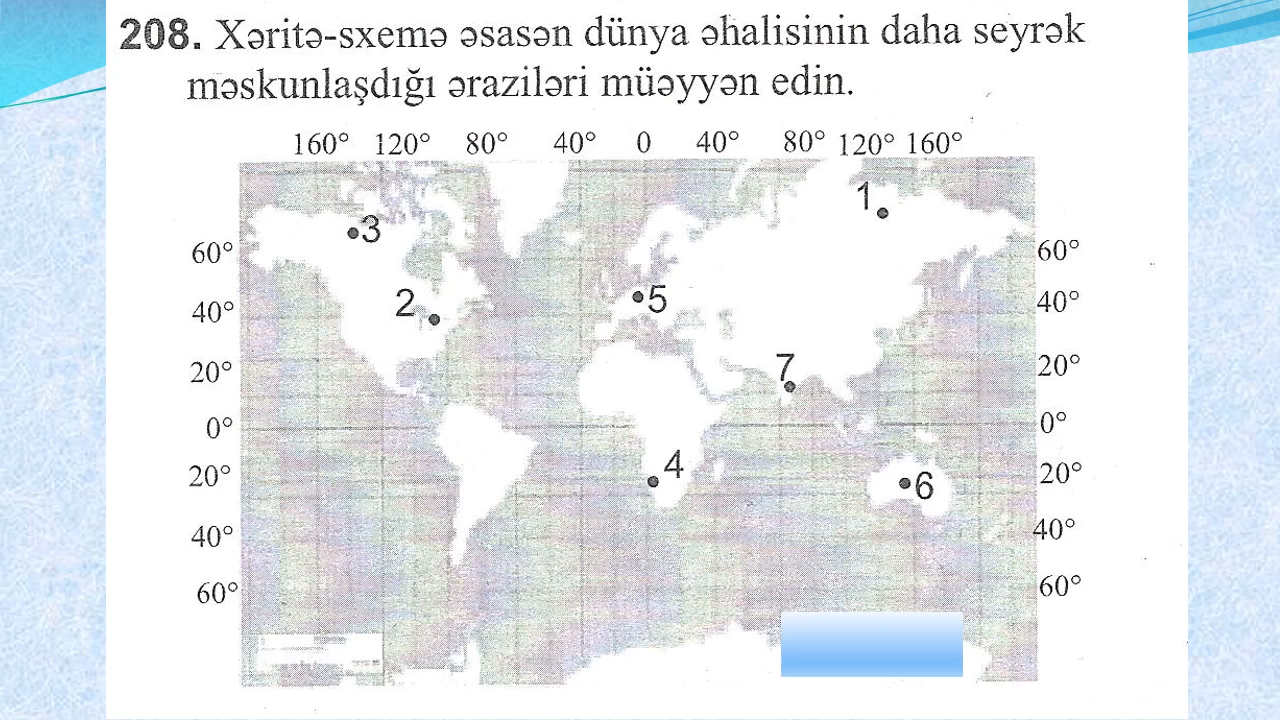 208. Xəritə-sxemə əsasən dünya əhalisinin daha seyrək
məskunlaşdığı əraziləri müəyyən edin.
160° 120° 80° 40° 0 40° 80° 120° 160°
1
3
60° 60°
2 5
40° 40°
7
20° 20°
0° 0°
4
20° 6 20°
40° 40°
60° 60°